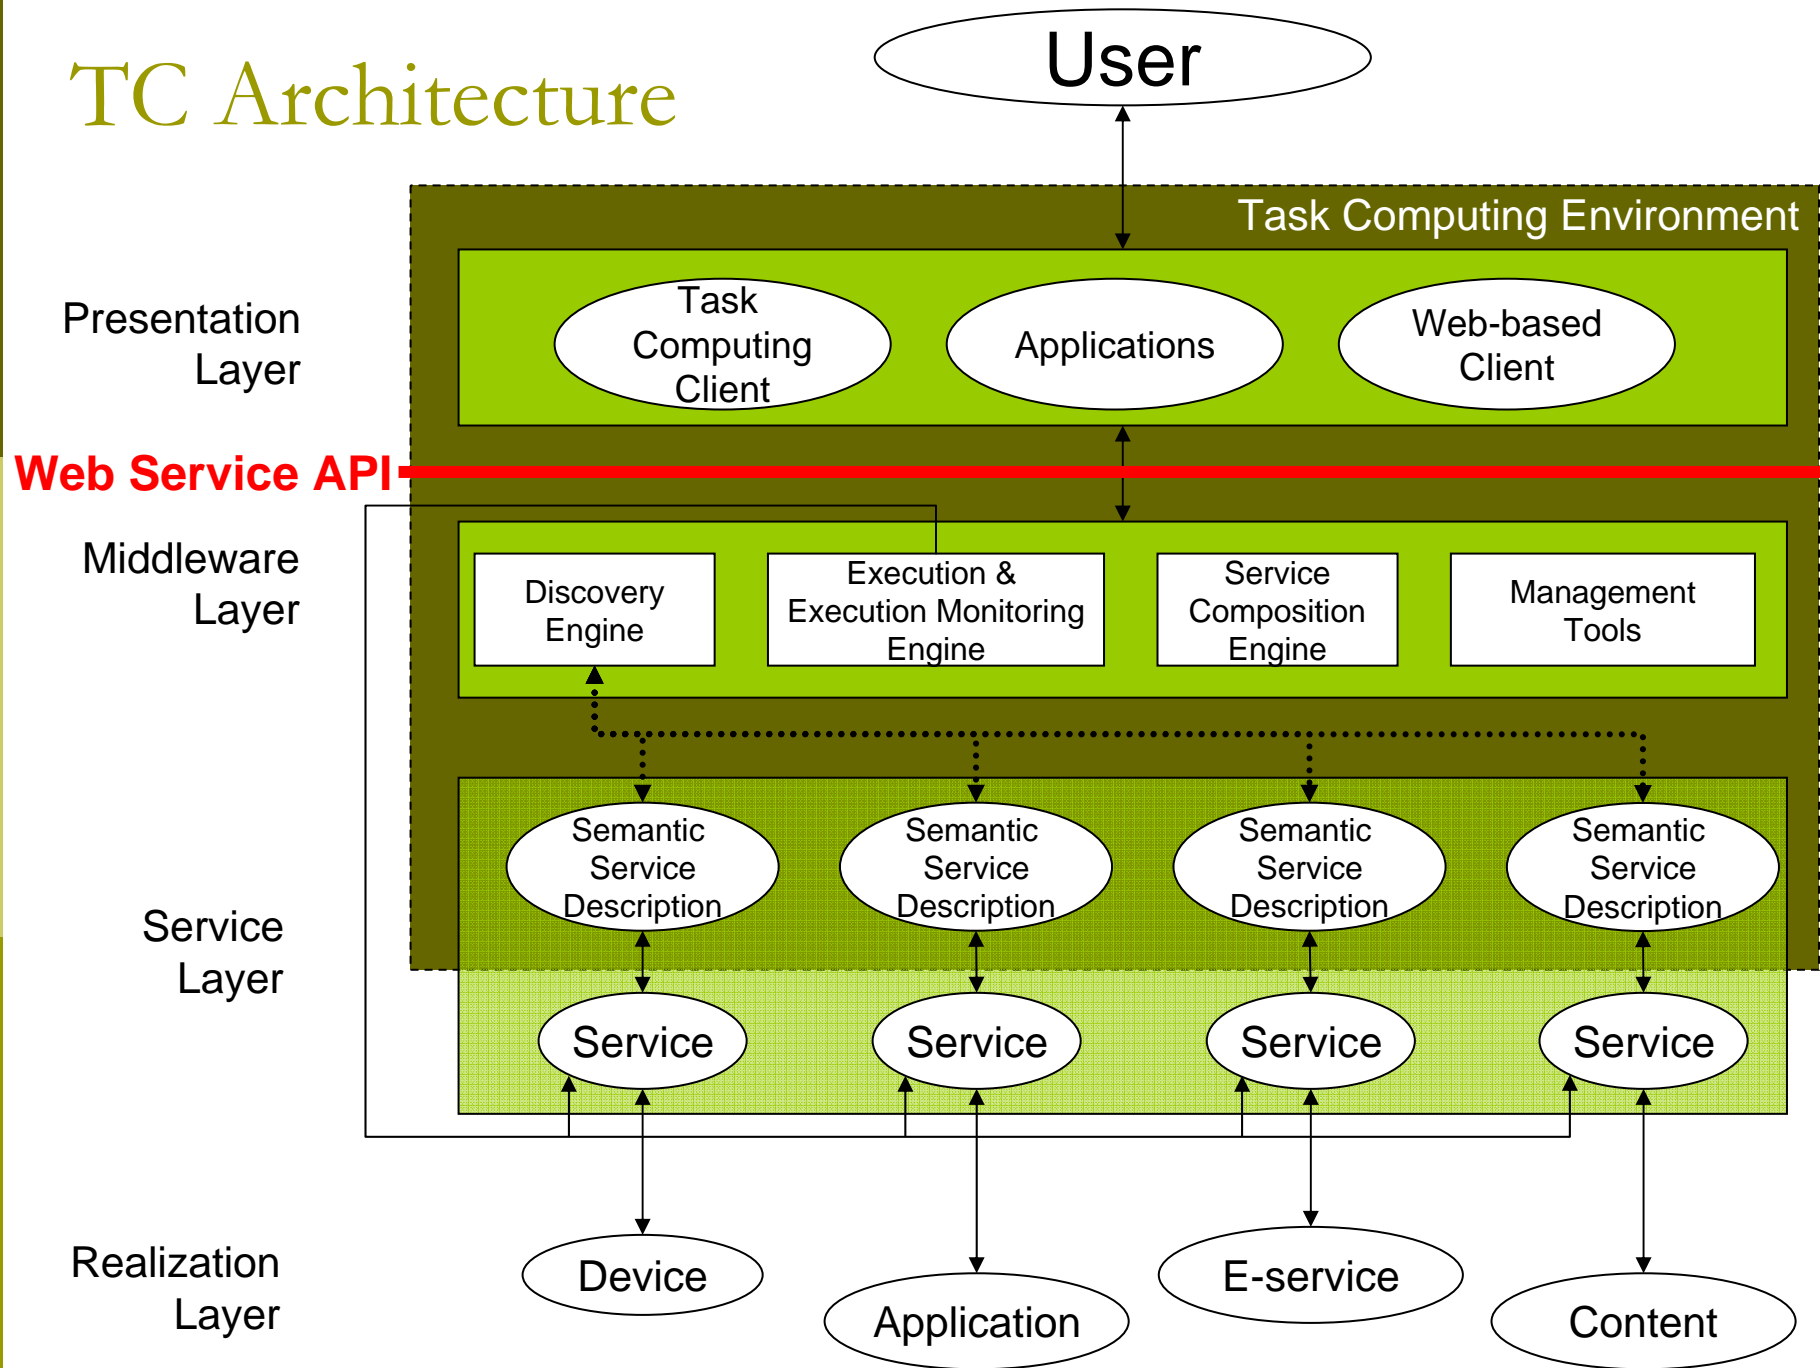 TC Architecture
User
Task Computing Environment
Presentation
Layer
Task
Computing
Client
Applications
Web-based
Client
Web Service API
Middleware
Layer
Discovery
Engine
Execution &
Execution Monitoring
Engine
Service
Composition
Engine
Management
Tools
Service
Layer
Semantic
Service
Description
Semantic
Service
Description
Semantic
Service
Description
Semantic
Service
Description
Service
Service
Service
Service
Realization
Layer
Device
Application
E-service
Content